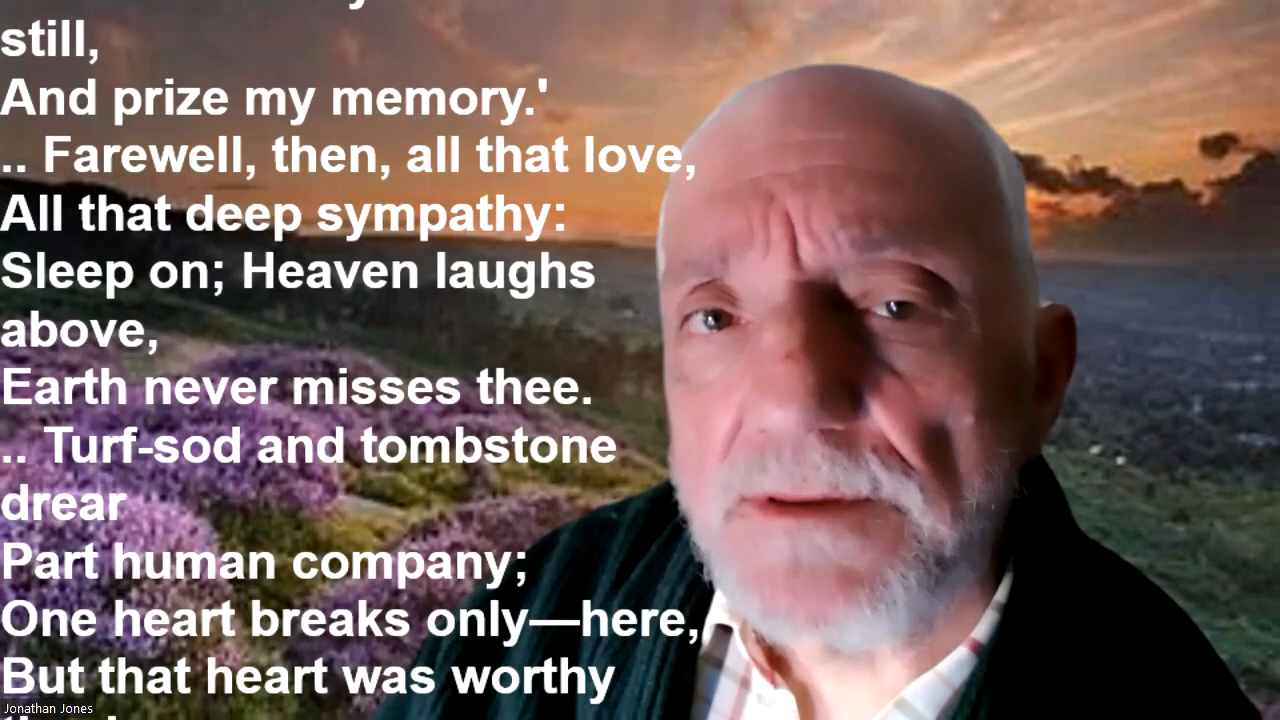 still,
And prize my memory.'
.. Farewell, then, all that love,
All that deep sympathy:
Sleep on; Heaven laughs
above,
Earth never misses thee.
.. Turf-sod and tombstone
drear
Part human company;
One heart breaks only—here,
But that heart was worthy
Jonathan Jones